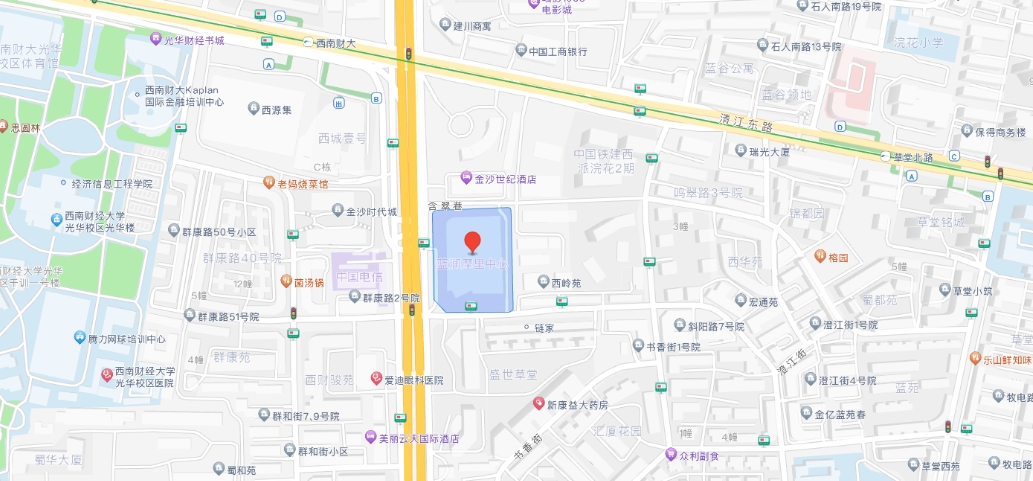 石人南路19号院
电影城
建川商寓
光华财经书城
西南财大
中国工商银行
石人南路13号院
浣花小学
南财大光华
校区体育馆
D
A
蓝谷公寓
西南财大Kaplan
国际金融培训中心
B
蓝谷领地
思圆林
西源集
西城壹号
清江东路
D
保得商务楼
中国铁建西
派浣花2期
瑞光大厦
草堂北路
C
C栋
A
经济信息工程学院
老妈烧菜馆
金沙世纪酒店
鸣翠路3号院
B
金沙时代城
含翠巷
锦都园
西南财经大学
光华校区光华楼
草堂铭城
群康路50号小区
3幢
群康路40号院
西华苑
榕园
南财经大学光华
中国电信
12幢
菌汤锅
西岭苑
5幢
5幢
群康路2号院
宏通苑
蜀都苑
草堂小筑
群康路51号院
链家
斜阳路7号院
澄江街1号院
腾力网球培训中心
书香街1号院
4幢
群康苑
澄江街
西南财经大学
光华校区医院
西财骏苑
爱迪眼科医院
盛世草堂
澄江街4号院
蓝苑
乐山鲜知味
牧电路
新康益大药房
群和街7.9号院
金亿蓝苑春
汇厦花园
1幢
4幢
美丽云天国际酒店
书香街
群和街小区
众利副食
蜀华大厦
蜀和苑
草堂西苑
牧电路